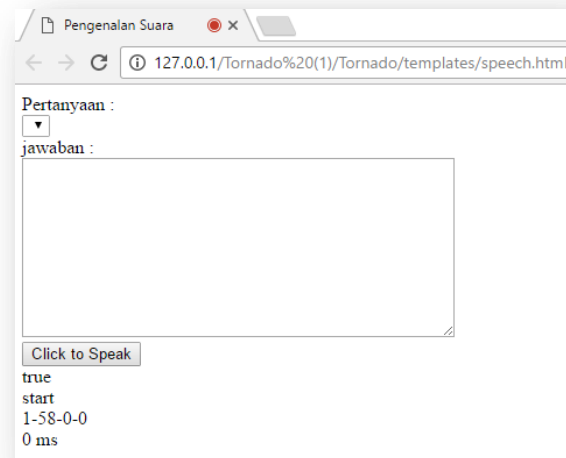 Pengenalan Suara
127.0.0.1/Tornado%20(1)/Tornado/templates/speech.html
Pertanyaan :
jawaban :
Click to Speak
true
start
1-58-0-0
0 ms